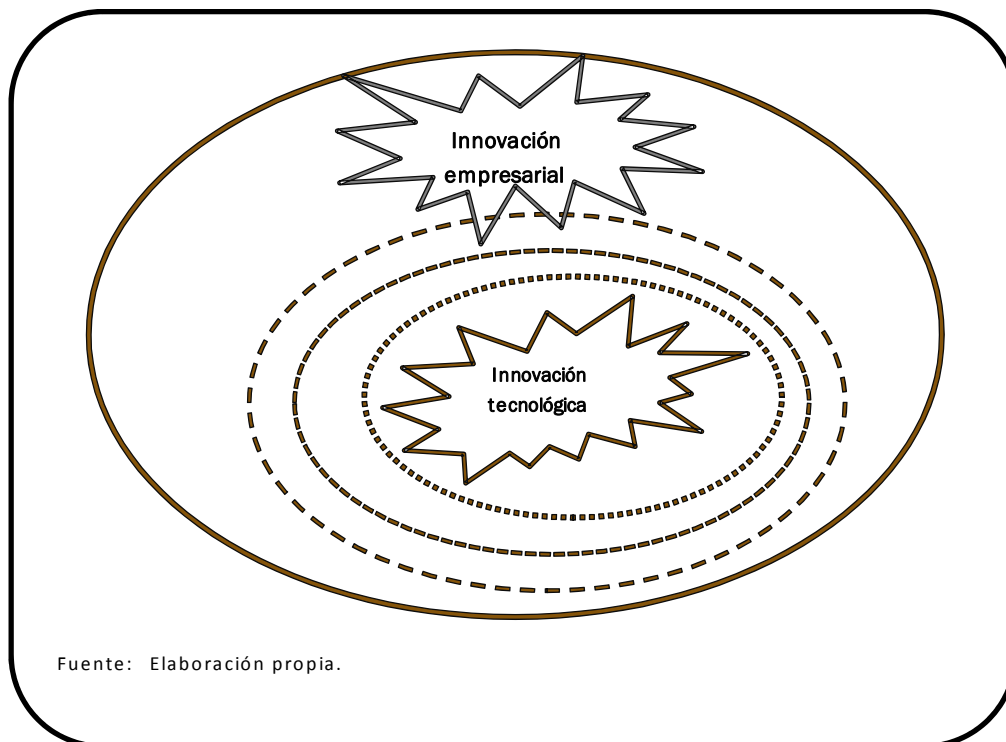 Innovación
empresarial
Innovación
tecnológica
Fuente: Elaboración propia.